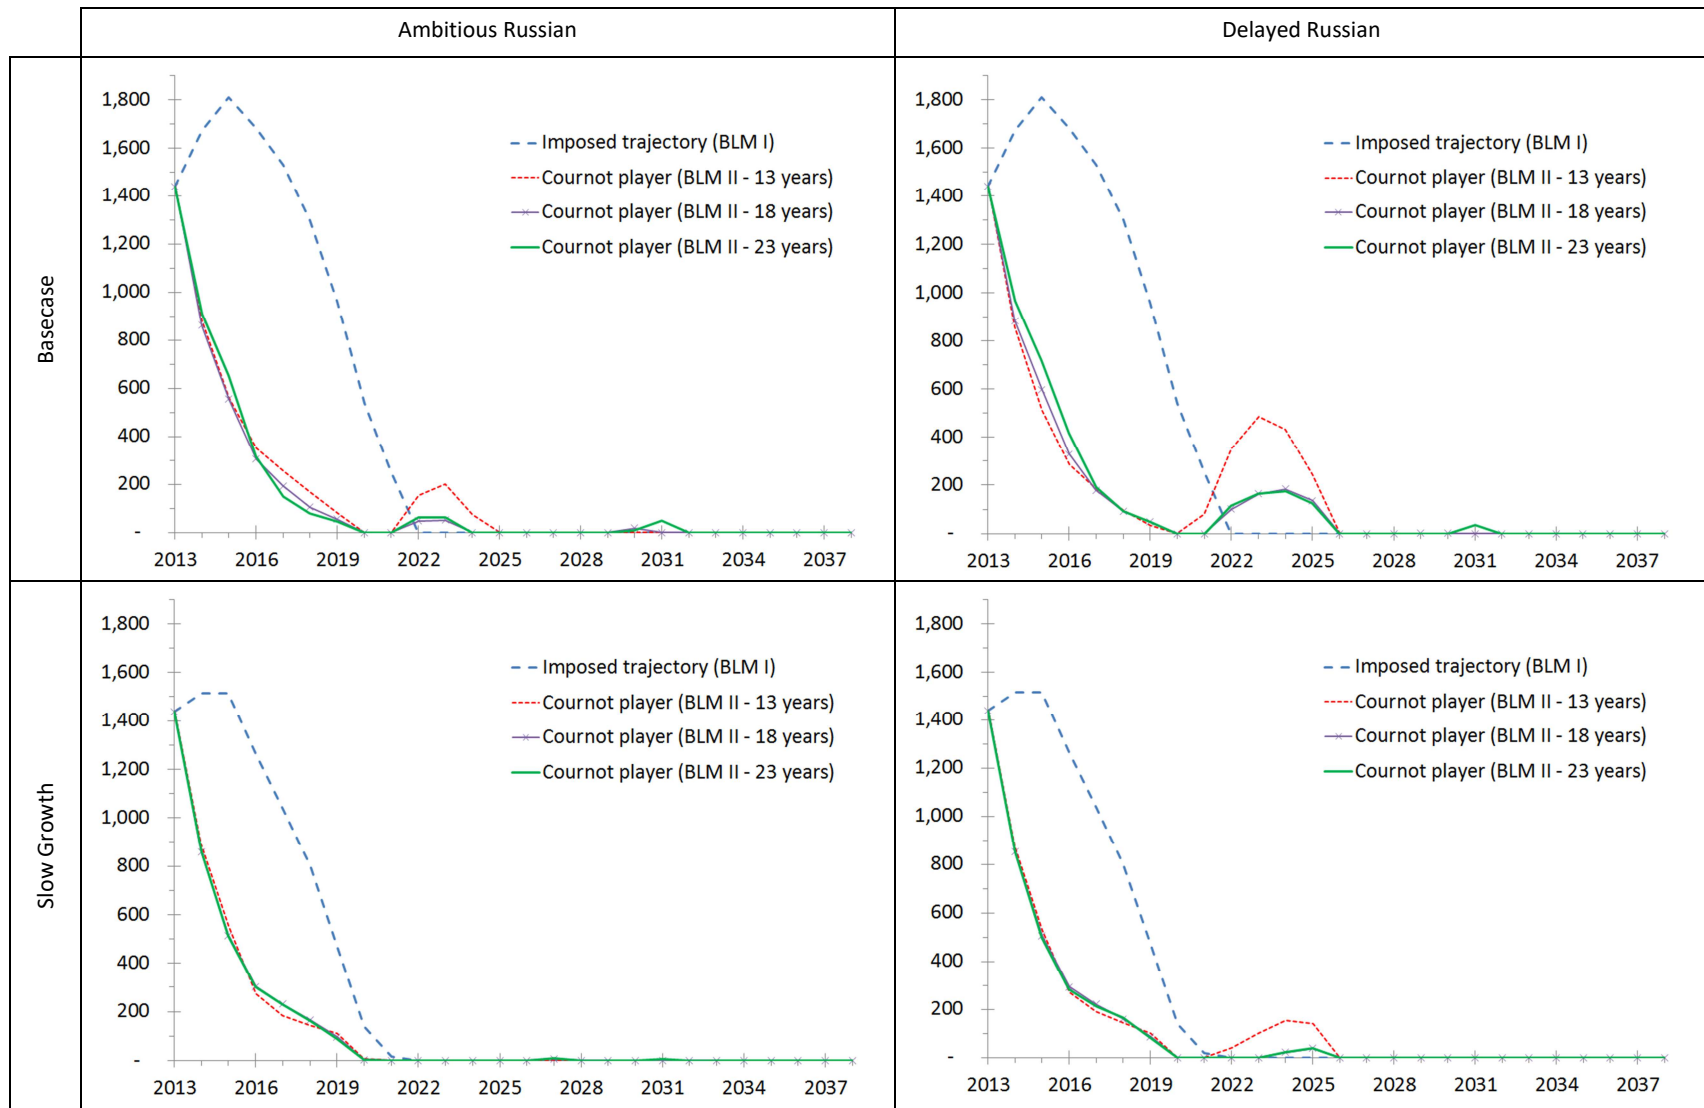 Ambitious Russian
Delayed Russian
Basecase
1,800
1,600
1,400
1,200
1,000
800
600
400
200
-
2013 2016 2019 2022 2025 2028 2031 2034 2037
Imposed trajectory (BLM I)
Cournot player (BLM II - 13 years)
Cournot player (BLM II - 18 years)
Cournot player (BLM II - 23 years)
1,800
1,600
1,400
1,200
1,000
800
600
400
200
-
2013 2016 2019 2022 2025 2028 2031 2034 2037
Imposed trajectory (BLM I)
Cournot player (BLM II - 13 years)
Cournot player (BLM II - 18 years)
Cournot player (BLM II - 23 years)
Slow Growth
1,800
1,600
1,400
1,200
1,000
800
600
400
200
-
2013 2016 2019 2022 2025 2028 2031 2034 2037
Imposed trajectory (BLM I)
Cournot player (BLM II - 13 years)
Cournot player (BLM II - 18 years)
Cournot player (BLM II - 23 years)
1,800
1,600
1,400
1,200
1,000
800
600
400
200
-
2013 2016 2019 2022 2025 2028 2031 2034 2037
Imposed trajectory (BLM I)
Cournot player (BLM II - 13 years)
Cournot player (BLM II - 18 years)
Cournot player (BLM II - 23 years)